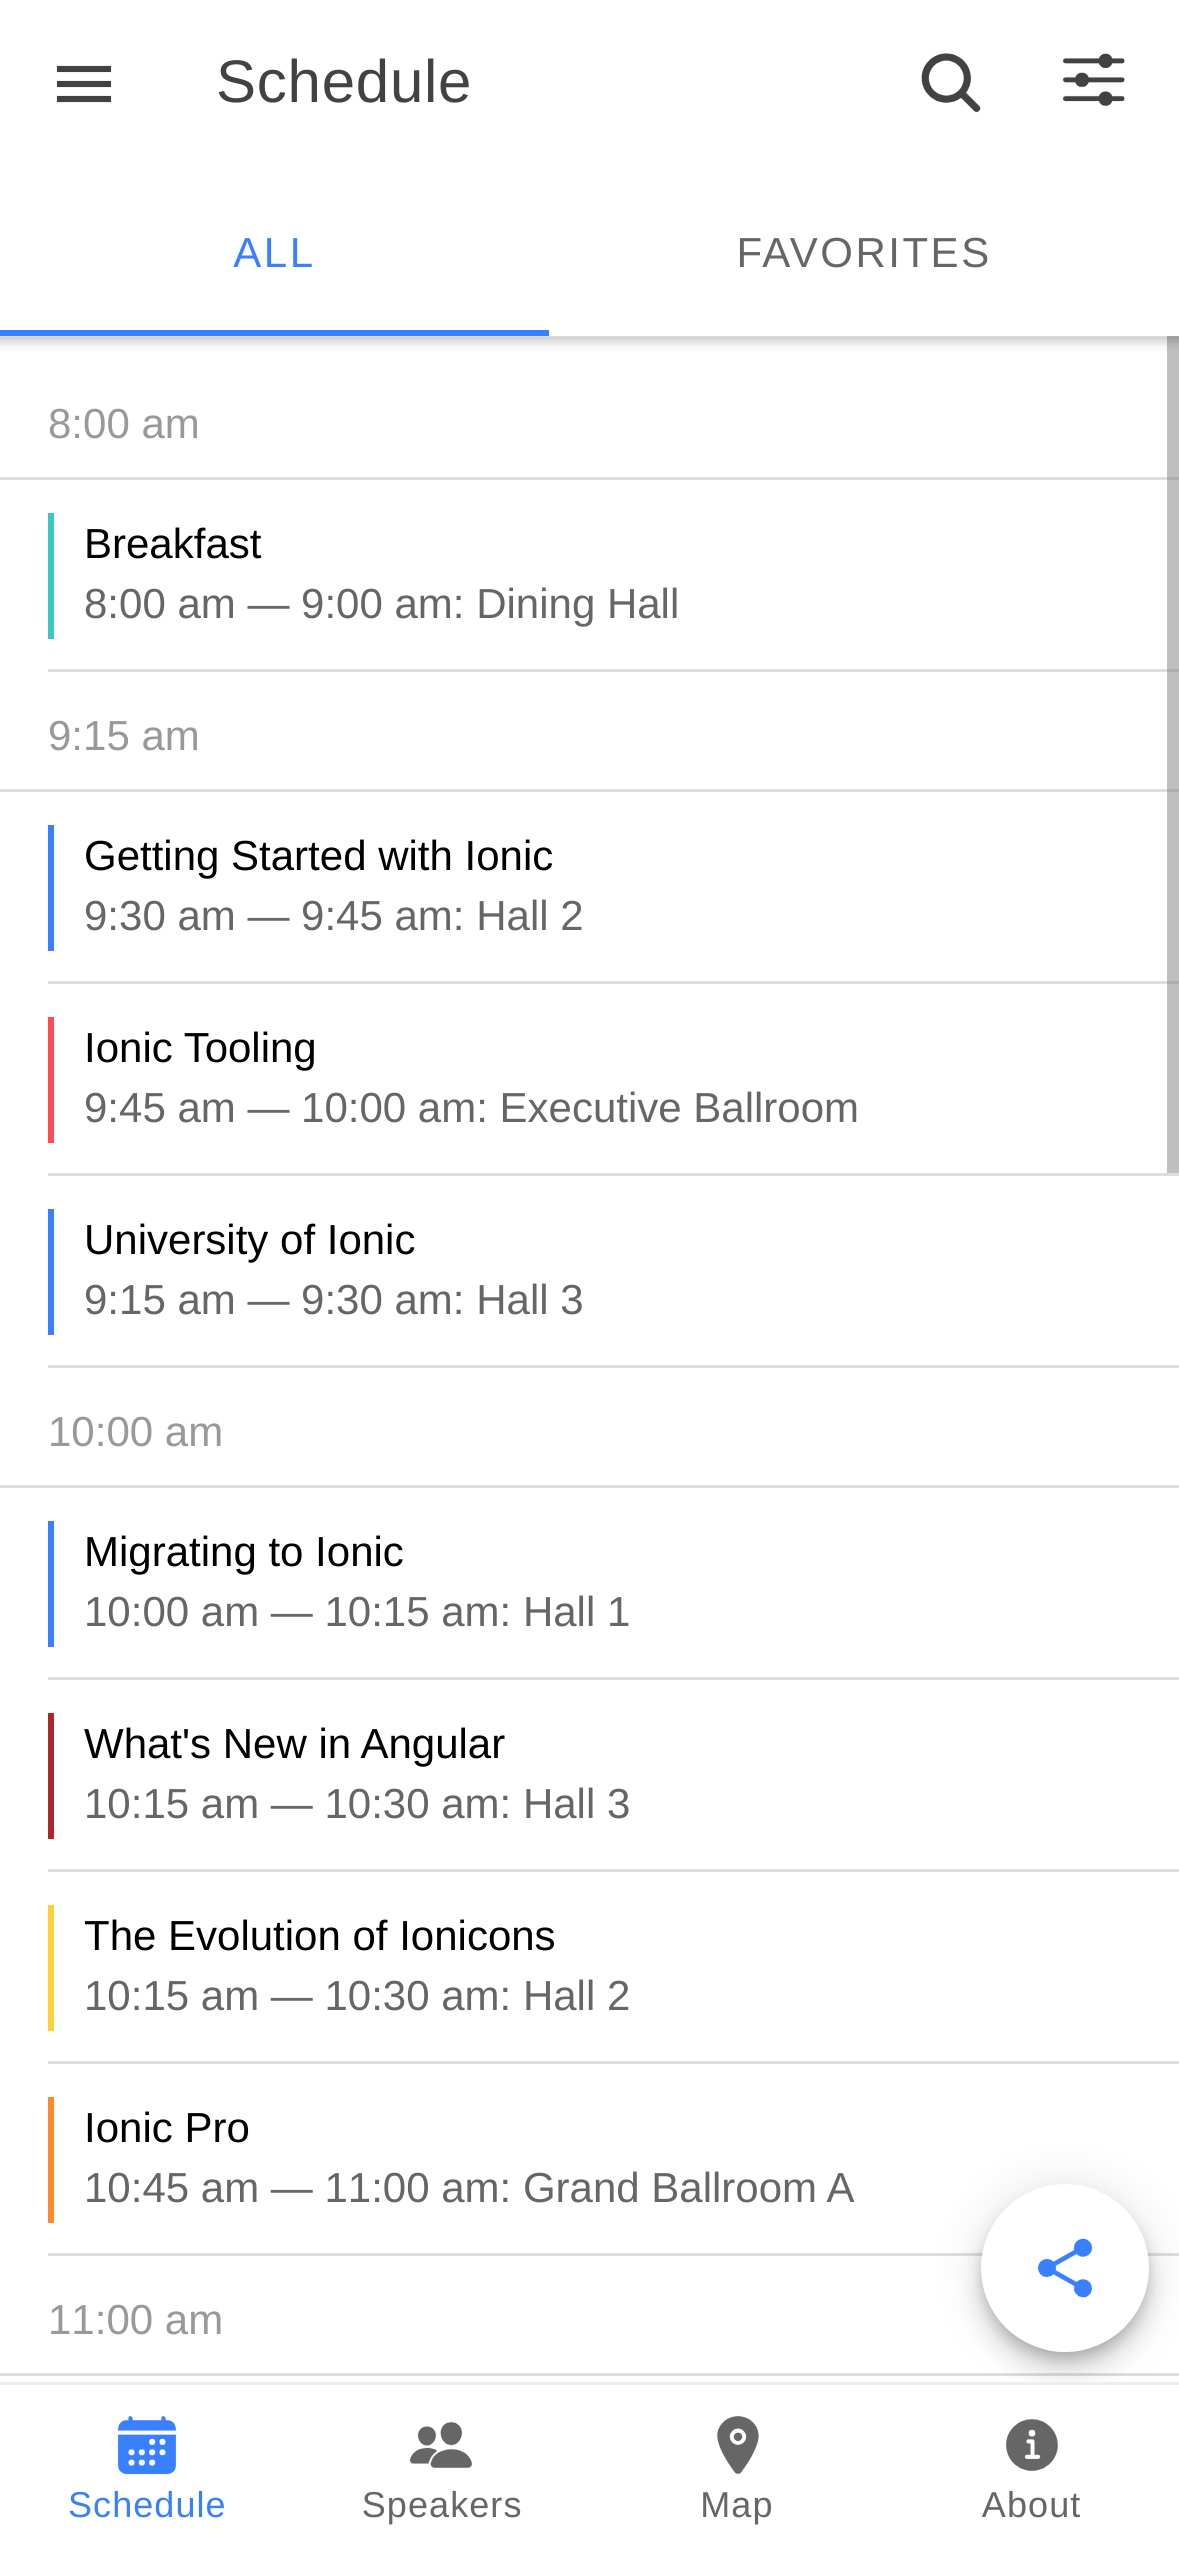 Schedule
ALL
FAVORITES
8:00 am
Breakfast
8:00 am — 9:00 am: Dining Hall
9:15 am
Getting Started with Ionic
9:30 am — 9:45 am: Hall 2
Ionic Tooling
9:45 am — 10:00 am: Executive Ballroom
University of Ionic
9:15 am — 9:30 am: Hall 3
10:00 am
Migrating to Ionic
10:00 am — 10:15 am: Hall 1
What's New in Angular
10:15 am — 10:30 am: Hall 3
The Evolution of Ionicons
10:15 am — 10:30 am: Hall 2
Ionic Pro
10:45 am — 11:00 am: Grand Ballroom A
11:00 am
Schedule
Speakers
Map
About